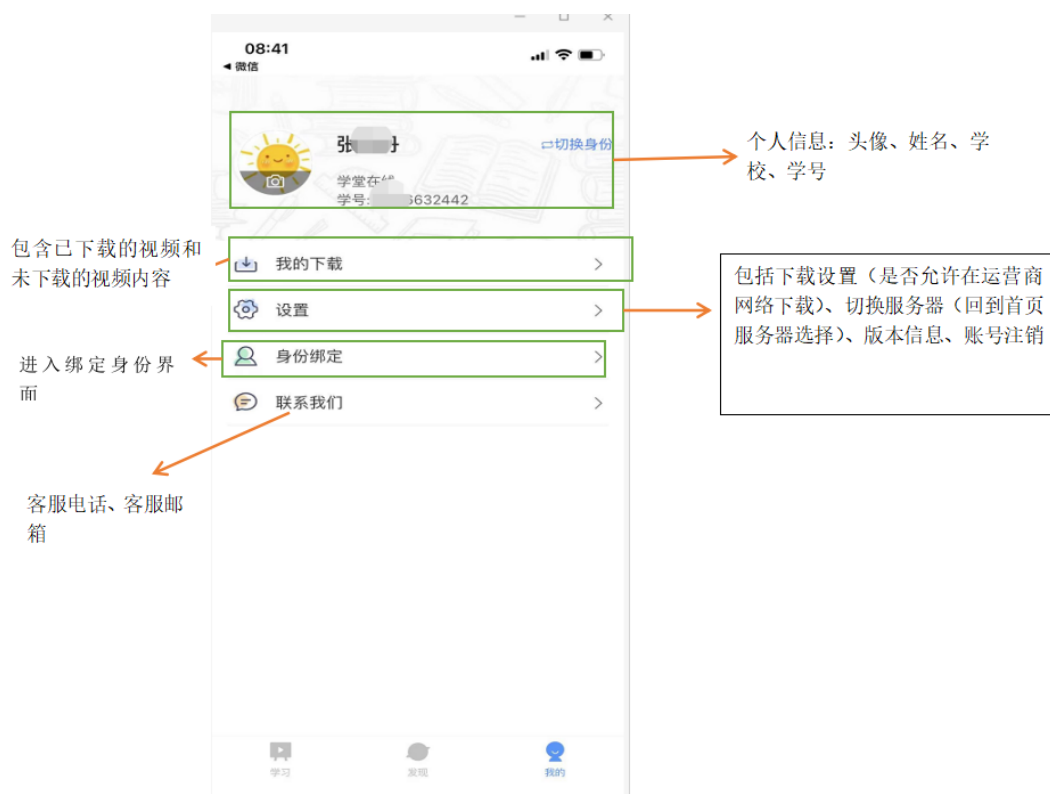 08:41
微信
张
切换身份
学堂在线
学号: 6632442
个人信息：头像、姓名、学
校、学号
包含已下载的视频和
未下载的视频内容
我的下载
设置
包括下载设置（是否允许在运营商
网络下载）、切换服务器（回到首页
服务器选择）、版本信息、账号注销
身份绑定
进入绑定身份界
面
联系我们
客服电话、客服邮
箱
学习
发现
我的